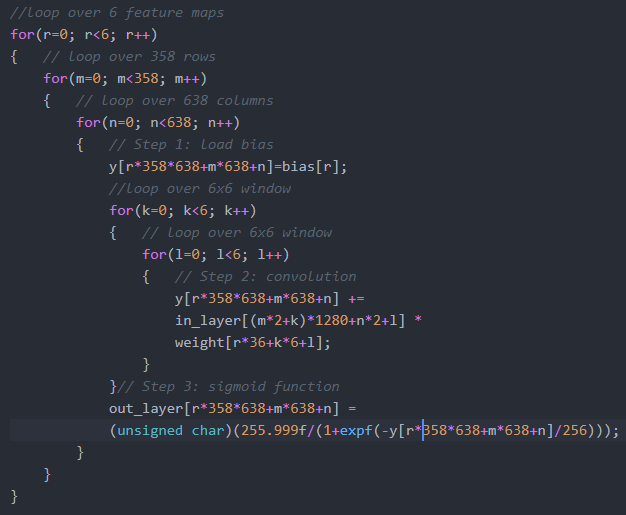 //loop over 6 feature maps
for(r=0; r<6; r++)
{   // loop over 358 rows
    for(m=0; m<358; m++)
    {   // loop over 638 columns
        for(n=0; n<638; n++)
        {   // Step 1: load bias
            y[r*358*638+m*638+n]=bias[r];
            //loop over 6x6 window
            for(k=0; k<6; k++)
            {   // loop over 6x6 window
                for(l=0; l<6; l++)
                {   // Step 2: convolution
                    y[r*358*638+m*638+n] +=
                    in_layer[(m*2+k)*1280+n*2+l] *
                    weight[r*36+k*6+l];
                }
            }// Step 3: sigmoid function
            out_layer[r*358*638+m*638+n] =
            (unsigned char)(255.999f/(1+expf(-y[r*358*638+m*638+n]/256)));
        }
    }
}